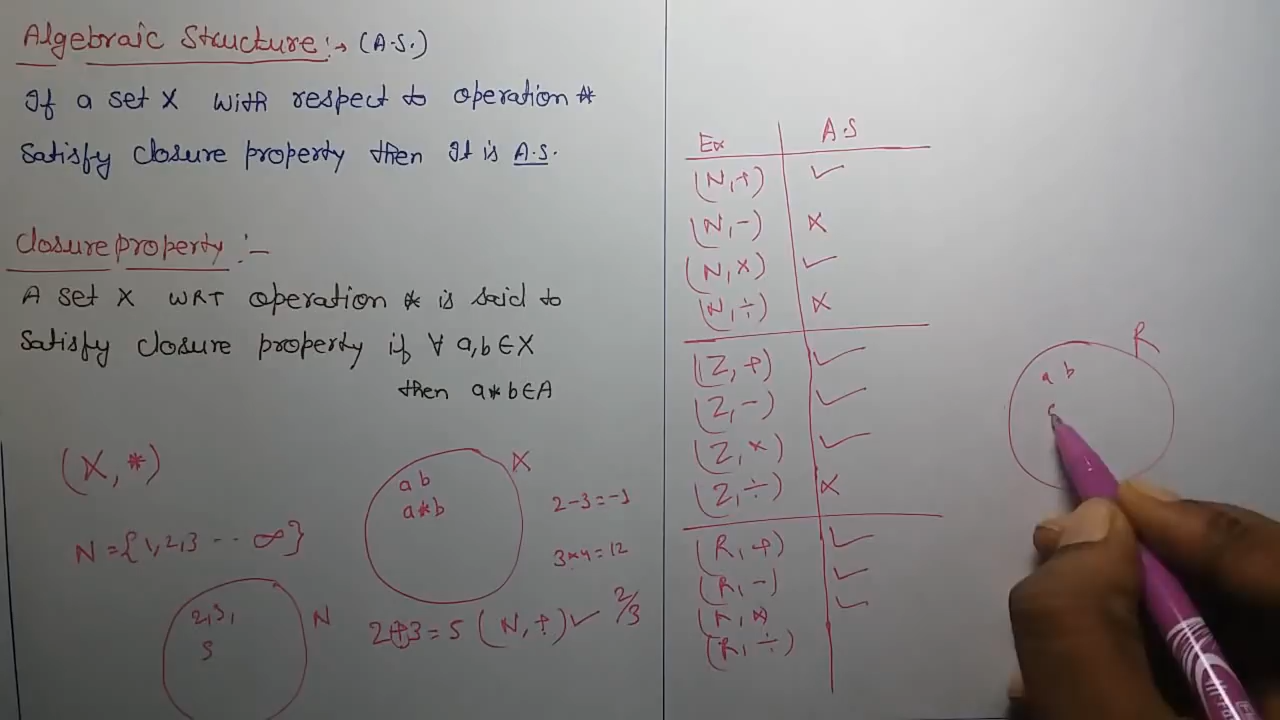 Algebraic Structure:→ (A.S.)
If a set X with respect to operation *
Satisfy closure property then It is A.S.
Closure property :-
A set X WRT operation * is said to
Satisfy closure property if ∀ a,b ∈ X
then a*b ∈ A
(X, *)
N = {1,2,3 -- ∞}
2,3,
5
N
a b
a*b
X
2-3=-1
3×4=12
2/3
2+3=5 (N,+) ✓
Ex A.S
(N,+) ✓
(N,-) ×
(N,×) ✓
(N,÷) ×
(Z,+) ✓
(Z,-) ✓
(Z,×) ✓
(Z,÷) ×
(R,+) ✓
(R,-) ✓
(R,×) ✓
(R,÷)
R
a b